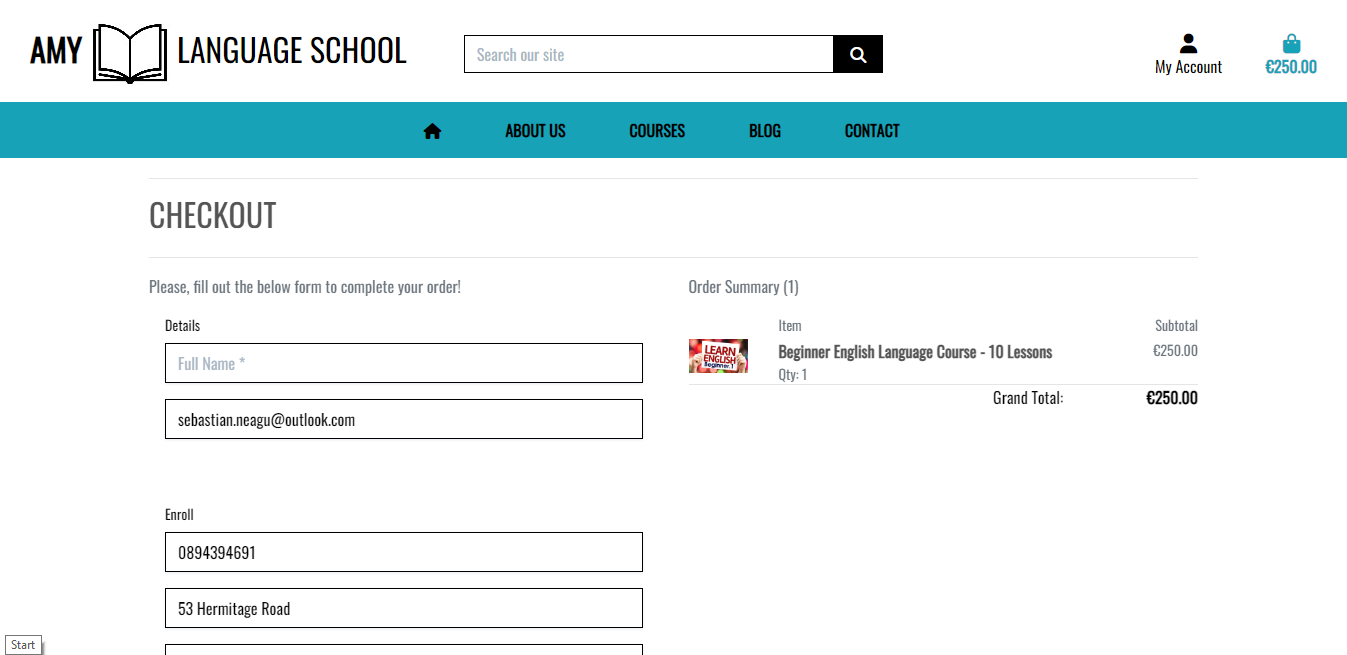 AMY LANGUAGE SCHOOL
Search our site
My Account
€250.00
ABOUT US
COURSES
BLOG
CONTACT
CHECKOUT
Please, fill out the below form to complete your order!
Details
Full Name *
sebastian.neagu@outlook.com
Enroll
0894394691
53 Hermitage Road
Order Summary (1)
Item Subtotal
LEARN
ENGLISH
Beginner.1
Beginner English Language Course - 10 Lessons €250.00
Qty: 1
Grand Total: €250.00
Start